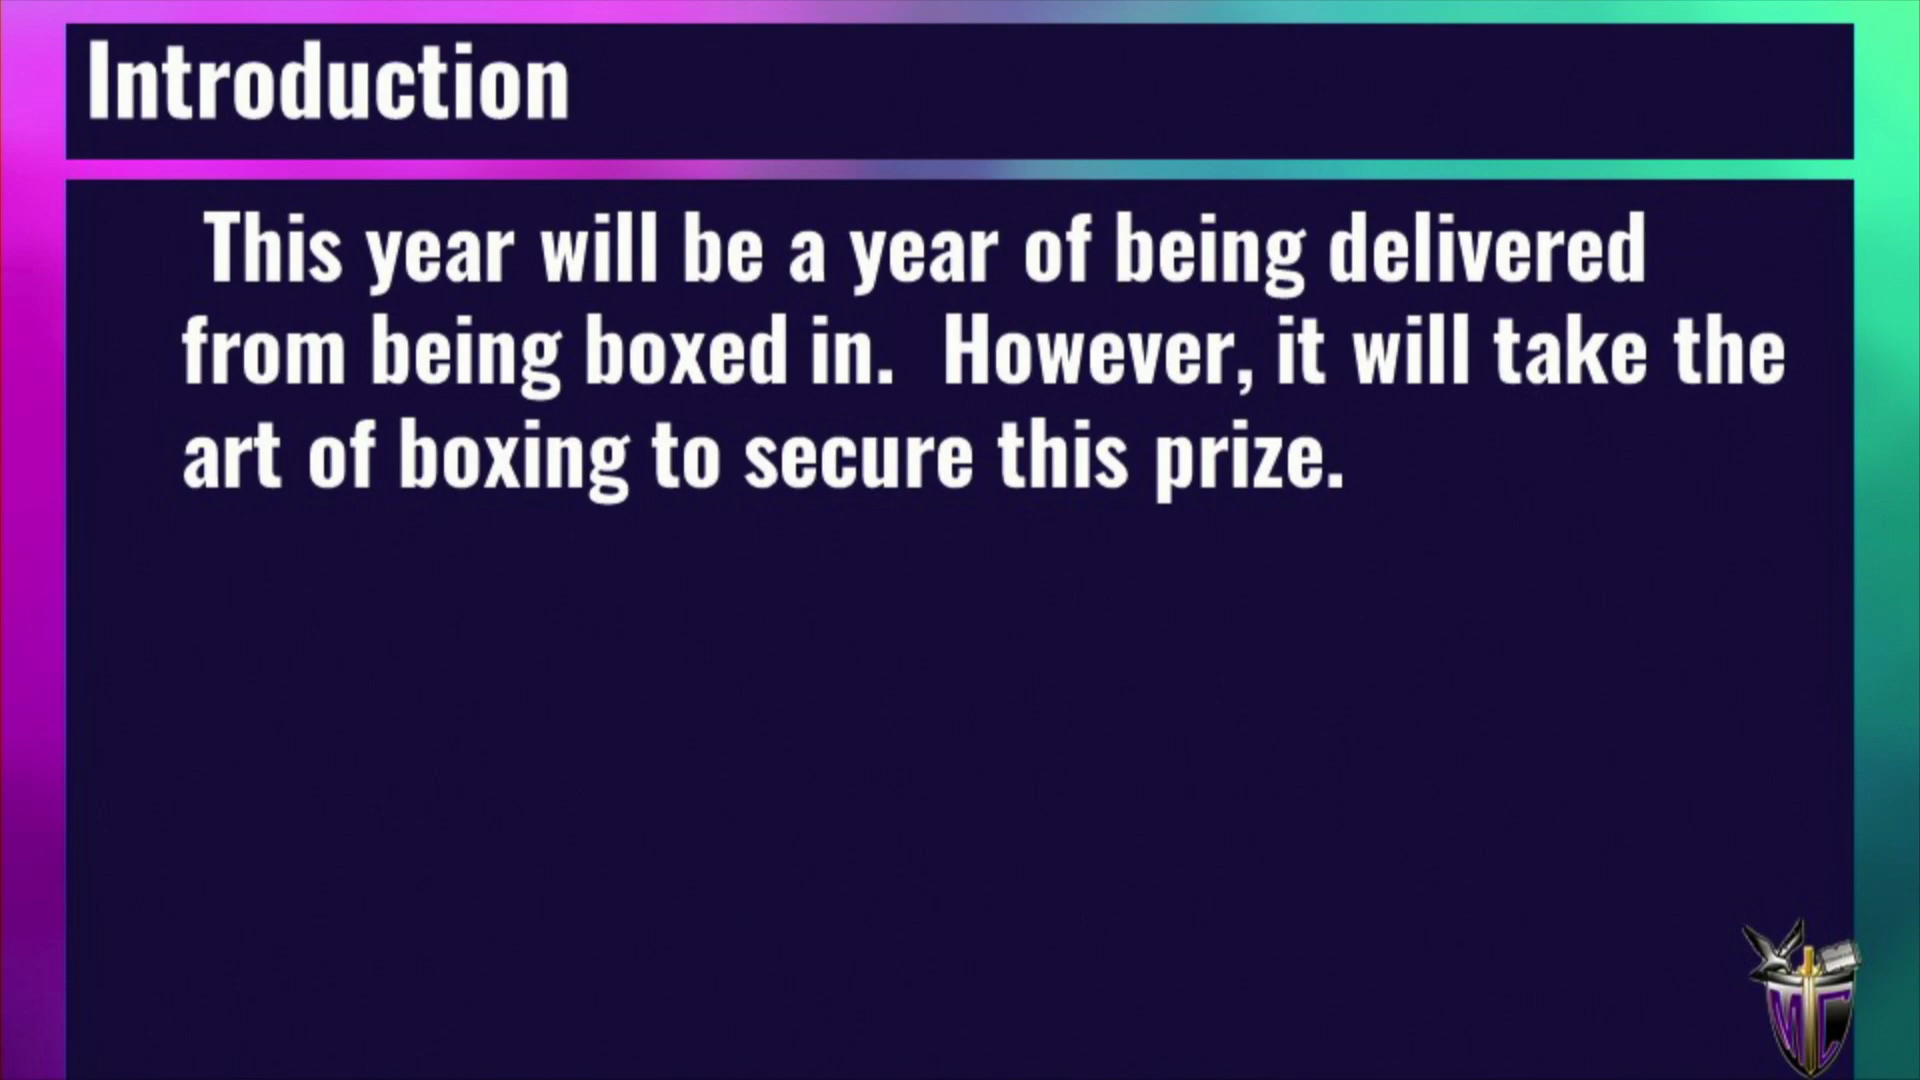 Introduction
This year will be a year of being delivered
from being boxed in.  However, it will take the
art of boxing to secure this prize.
MC